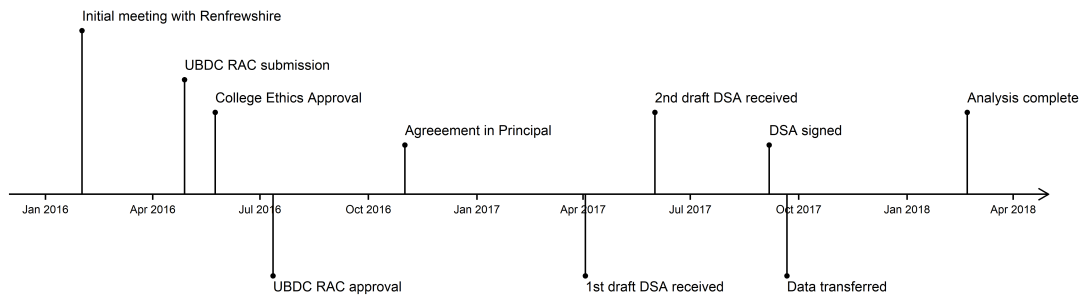 Initial meeting with Renfrewshire
UBDC RAC submission
College Ethics Approval
2nd draft DSA received
Analysis complete
Agreeement in Principal
DSA signed
Jan 2016
Apr 2016
Jul 2016
Oct 2016
Jan 2017
Apr 2017
Jul 2017
Oct 2017
Jan 2018
Apr 2018
UBDC RAC approval
1st draft DSA received
Data transferred